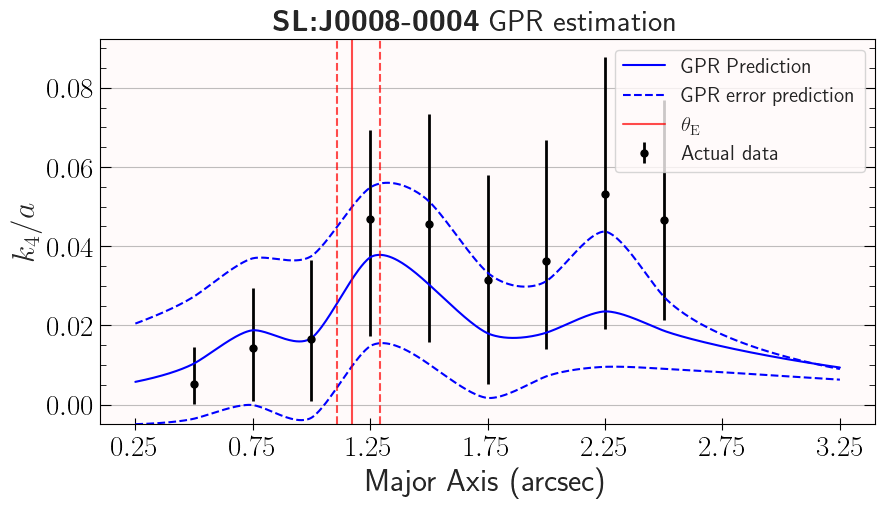 SL:J0008-0004 GPR estimation
GPR Prediction
GPR error prediction
θ_E
Actual data
k₄/a
0.08
0.06
0.04
0.02
0.00
0.25 0.75 1.25 1.75 2.25 2.75 3.25
Major Axis (arcsec)